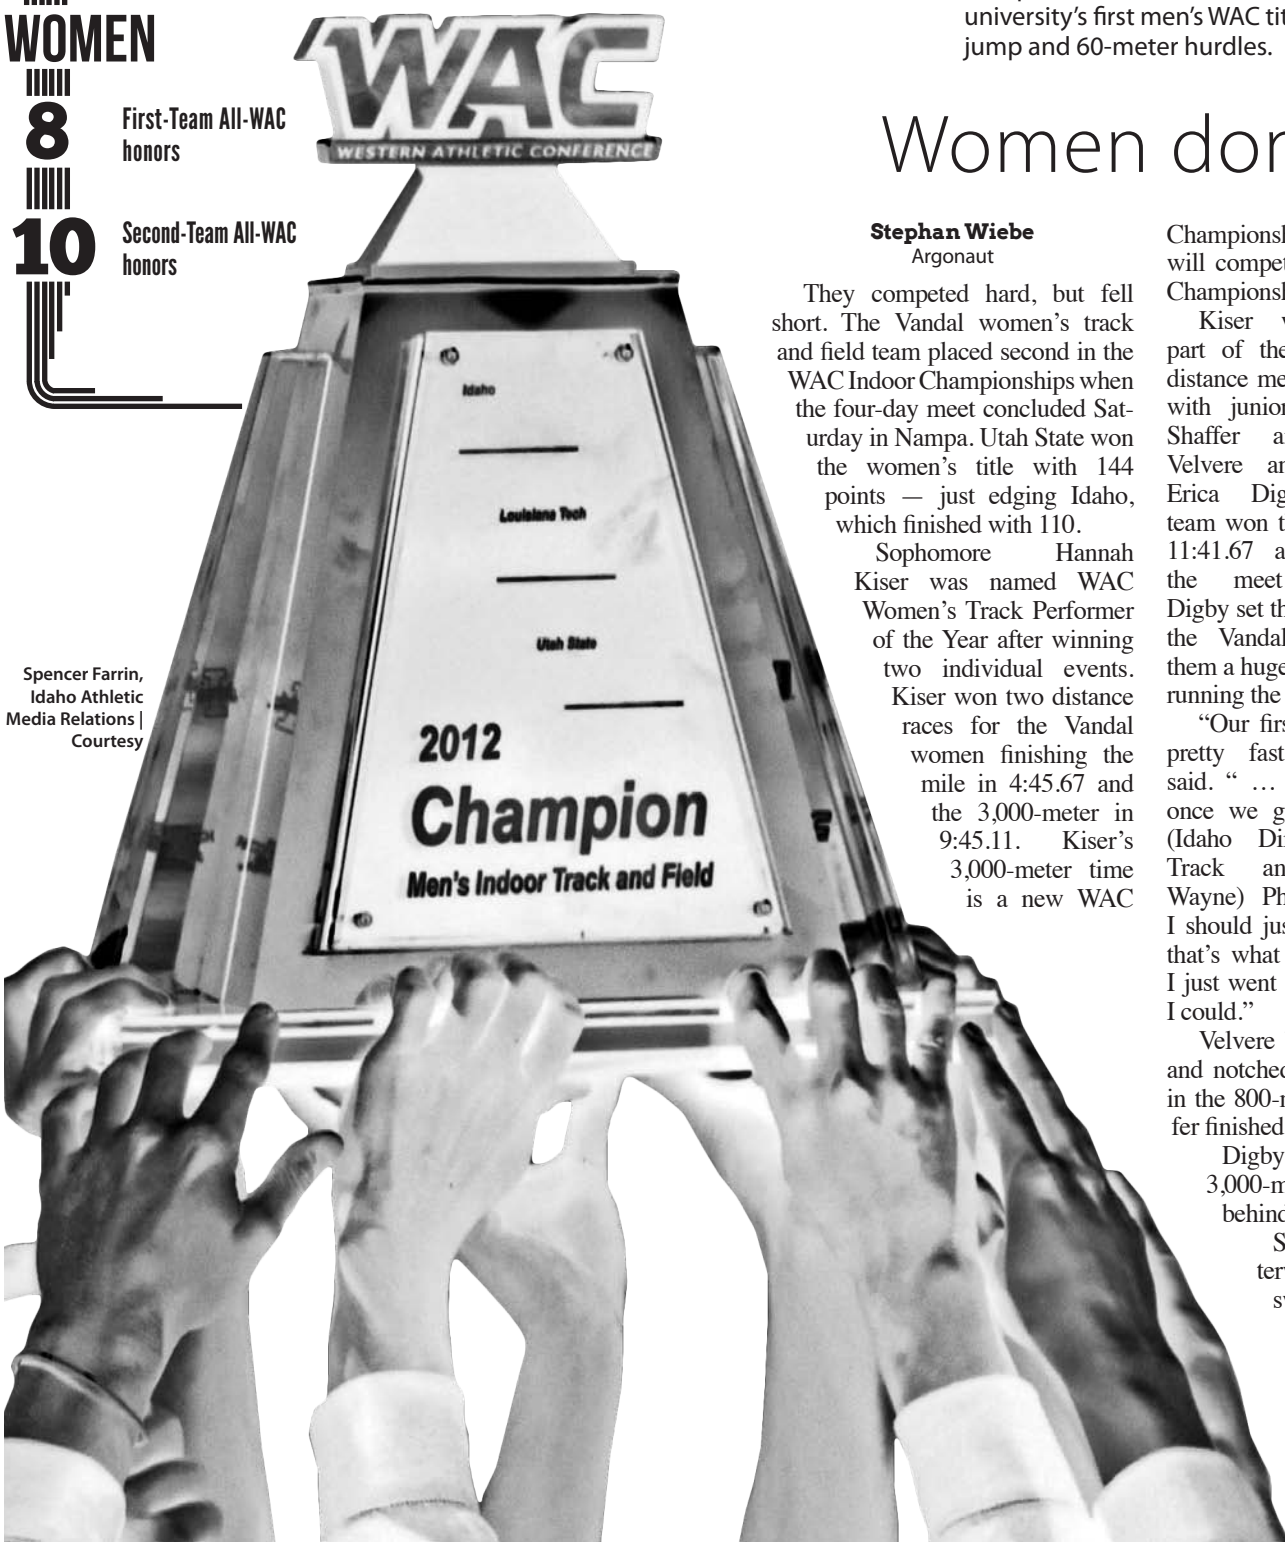 WOMEN
8
First-Team All-WAC
honors
10
Second-Team All-WAC
honors
WAC
WESTERN ATHLETIC CONFERENCE
Idaho
Louisiana Tech
Utah State
2012
Champion
Men's Indoor Track and Field
Spencer Farrin,
Idaho Athletic
Media Relations |
Courtesy
university's first men's WAC tit
jump and 60-meter hurdles.
Women dor
Stephan Wiebe
Argonaut
They competed hard, but fell
short. The Vandal women's track
and field team placed second in the
WAC Indoor Championships when
the four-day meet concluded Sat-
urday in Nampa. Utah State won
the women's title with 144
points — just edging Idaho,
which finished with 110.
Sophomore Hannah
Kiser was named WAC
Women's Track Performer
of the Year after winning
two individual events.
Kiser won two distance
races for the Vandal
women finishing the
mile in 4:45.67 and
the 3,000-meter in
9:45.11. Kiser's
3,000-meter time
is a new WAC
Championsh
will compet
Championsh
Kiser w
part of the
distance me
with junior
Shaffer a
Velvere an
Erica Dig
team won t
11:41.67 a
the meet
Digby set th
the Vandal
them a huge
running the
“Our firs
pretty fast
said. “ …
once we g
(Idaho Di
Track an
Wayne) Ph
I should jus
that's what
I just went
I could.”
Velvere
and notched
in the 800-m
fer finished
Digby
3,000-m
behind
S
ter
s